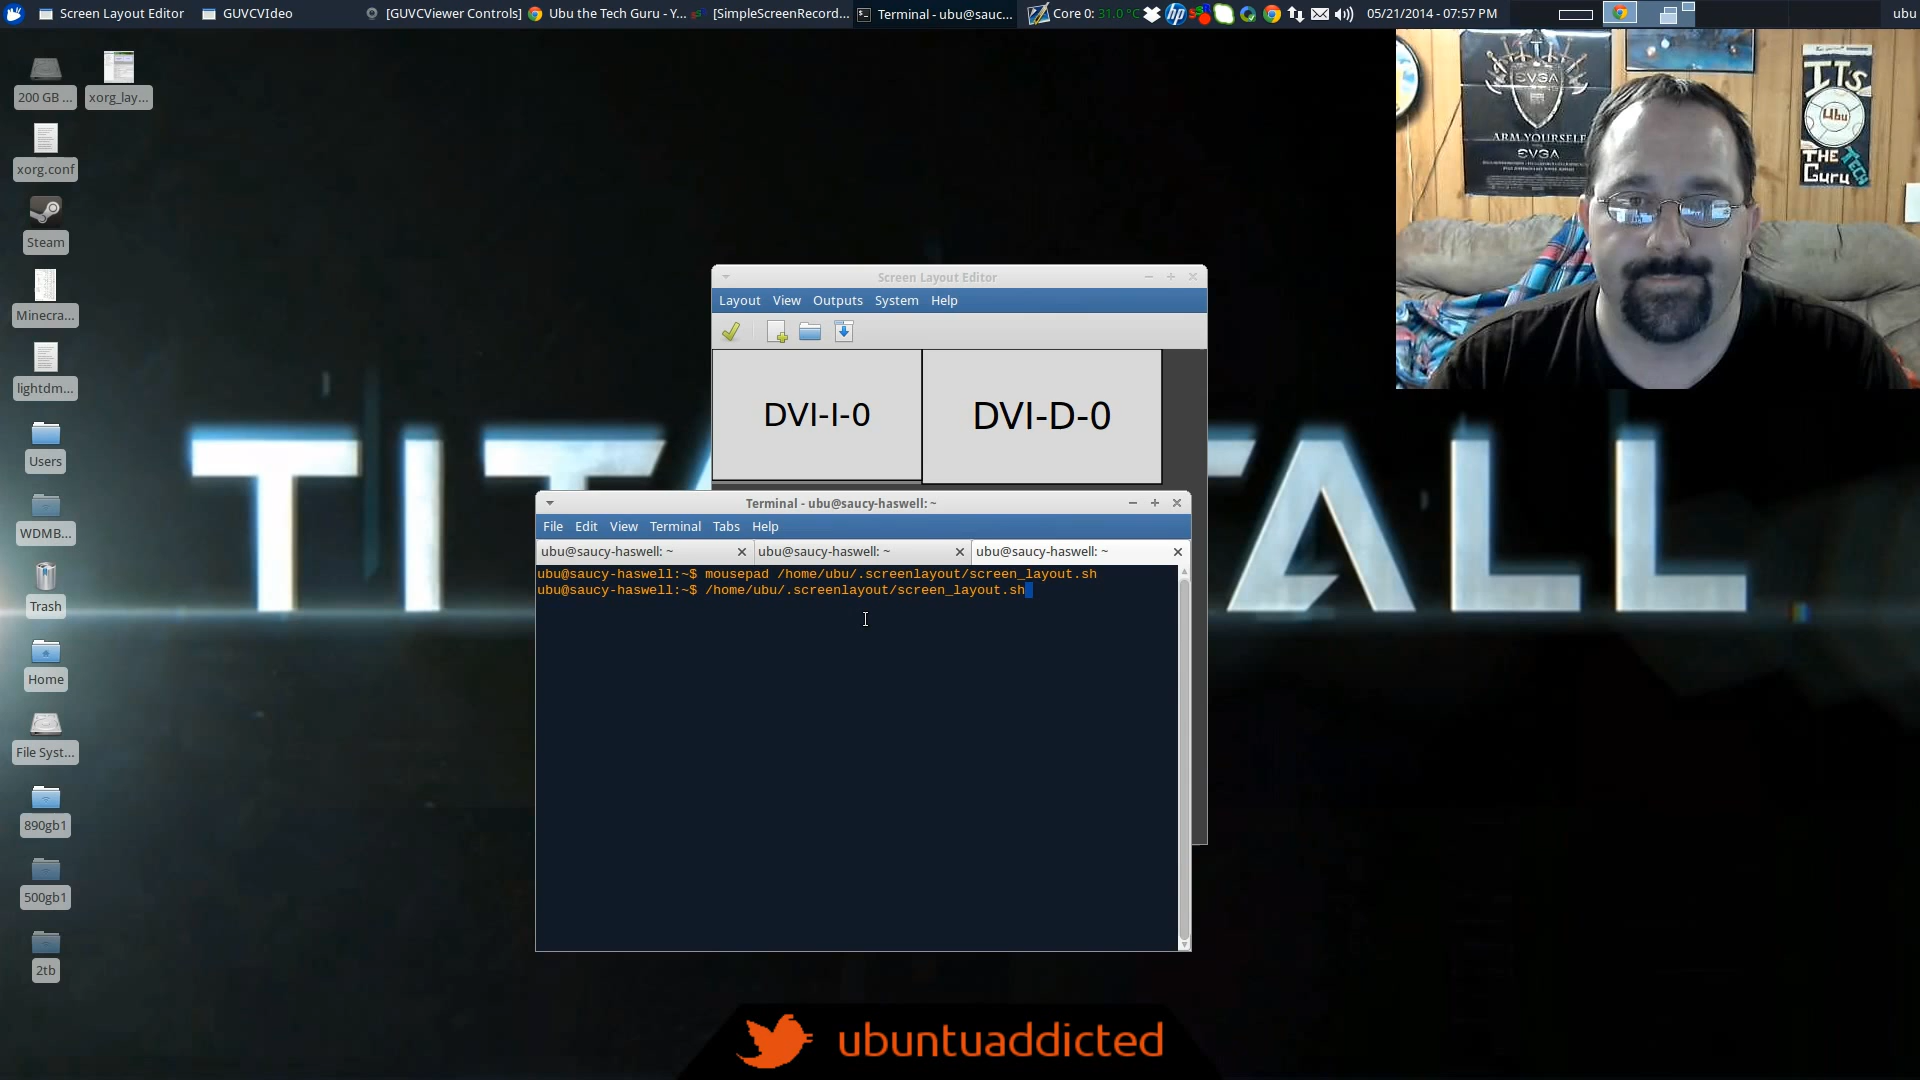 Screen Layout Editor
GUVCVIdeo
[GUVCViewer Controls]
Ubu the Tech Guru - Y...
[SimpleScreenRecord...
Terminal - ubu@sauc...
Core 0: 31.0 °C
hp
05/21/2014 - 07:57 PM
ubu
200 GB ...
xorg_lay...
xorg.conf
Steam
Minecra...
lightdm...
Users
WDMB...
Trash
Home
File Syst...
890gb1
500gb1
2tb
EVGA
ARM YOURSELF
EVGA
IT's
Ubu
THE TECH
Guru
TITA
ALL
Screen Layout Editor
Layout View Outputs System Help
DVI-I-0
DVI-D-0
Terminal - ubu@saucy-haswell: ~
File Edit View Terminal Tabs Help
ubu@saucy-haswell: ~
ubu@saucy-haswell: ~
ubu@saucy-haswell: ~
ubu@saucy-haswell:~$ mousepad /home/ubu/.screenlayout/screen_layout.sh
ubu@saucy-haswell:~$ /home/ubu/.screenlayout/screen_layout.sh
ubuntuaddicted